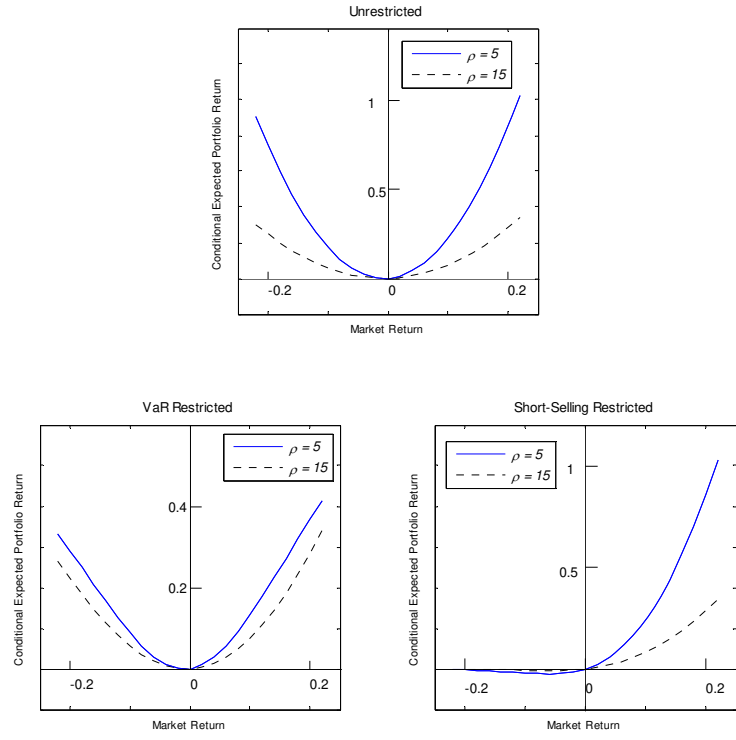 Unrestricted
ρ = 5
ρ = 15
Conditional Expected Portfolio Return
1
0.5
-0.2
0
0.2
Market Return
VaR Restricted
ρ = 5
ρ = 15
Conditional Expected Portfolio Return
0.4
0.2
-0.2
0
0.2
Market Return
Short-Selling Restricted
ρ = 5
ρ = 15
Conditional Expected Portfolio Return
1
0.5
-0.2
0
0.2
Market Return